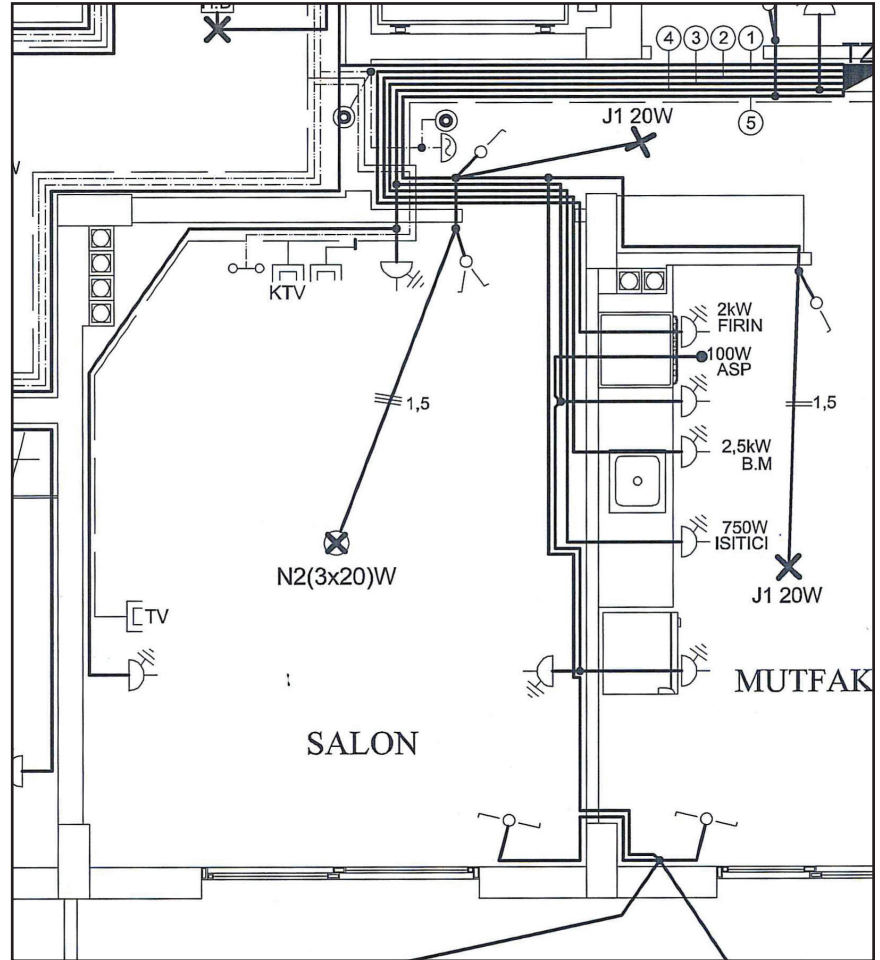 4 3 2 1
5
J1 20W
KTV
2kW
FIRIN
100W
ASP
1,5
1,5
2,5kW
B.M
750W
ISITICI
N2(3x20)W
J1 20W
TV
MUTFAK
SALON